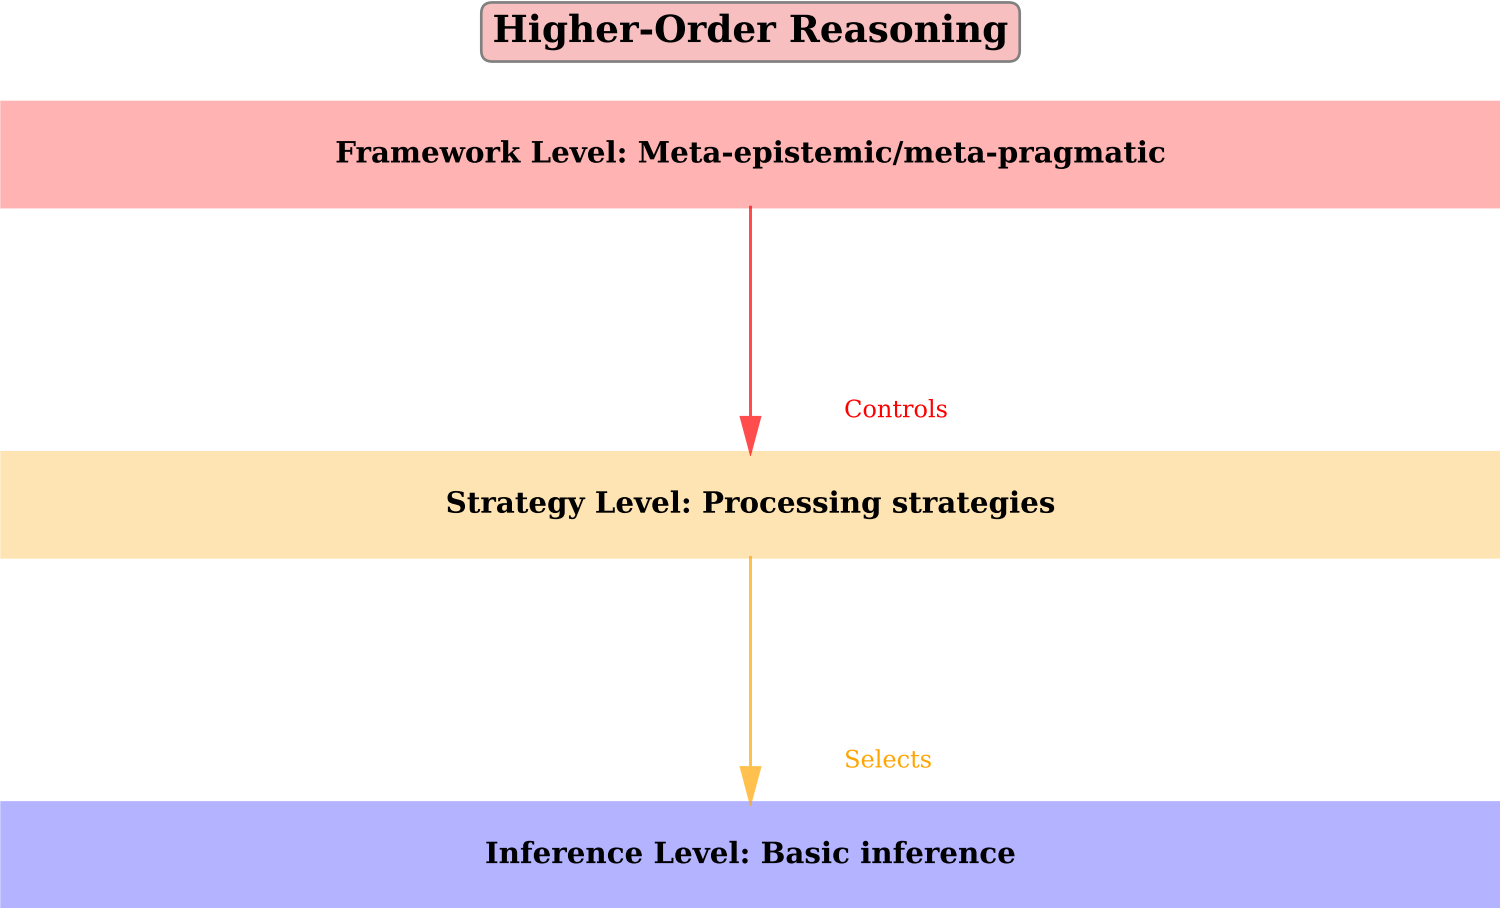 Higher-Order Reasoning
Framework Level: Meta-epistemic/meta-pragmatic
Controls
Strategy Level: Processing strategies
Selects
Inference Level: Basic inference